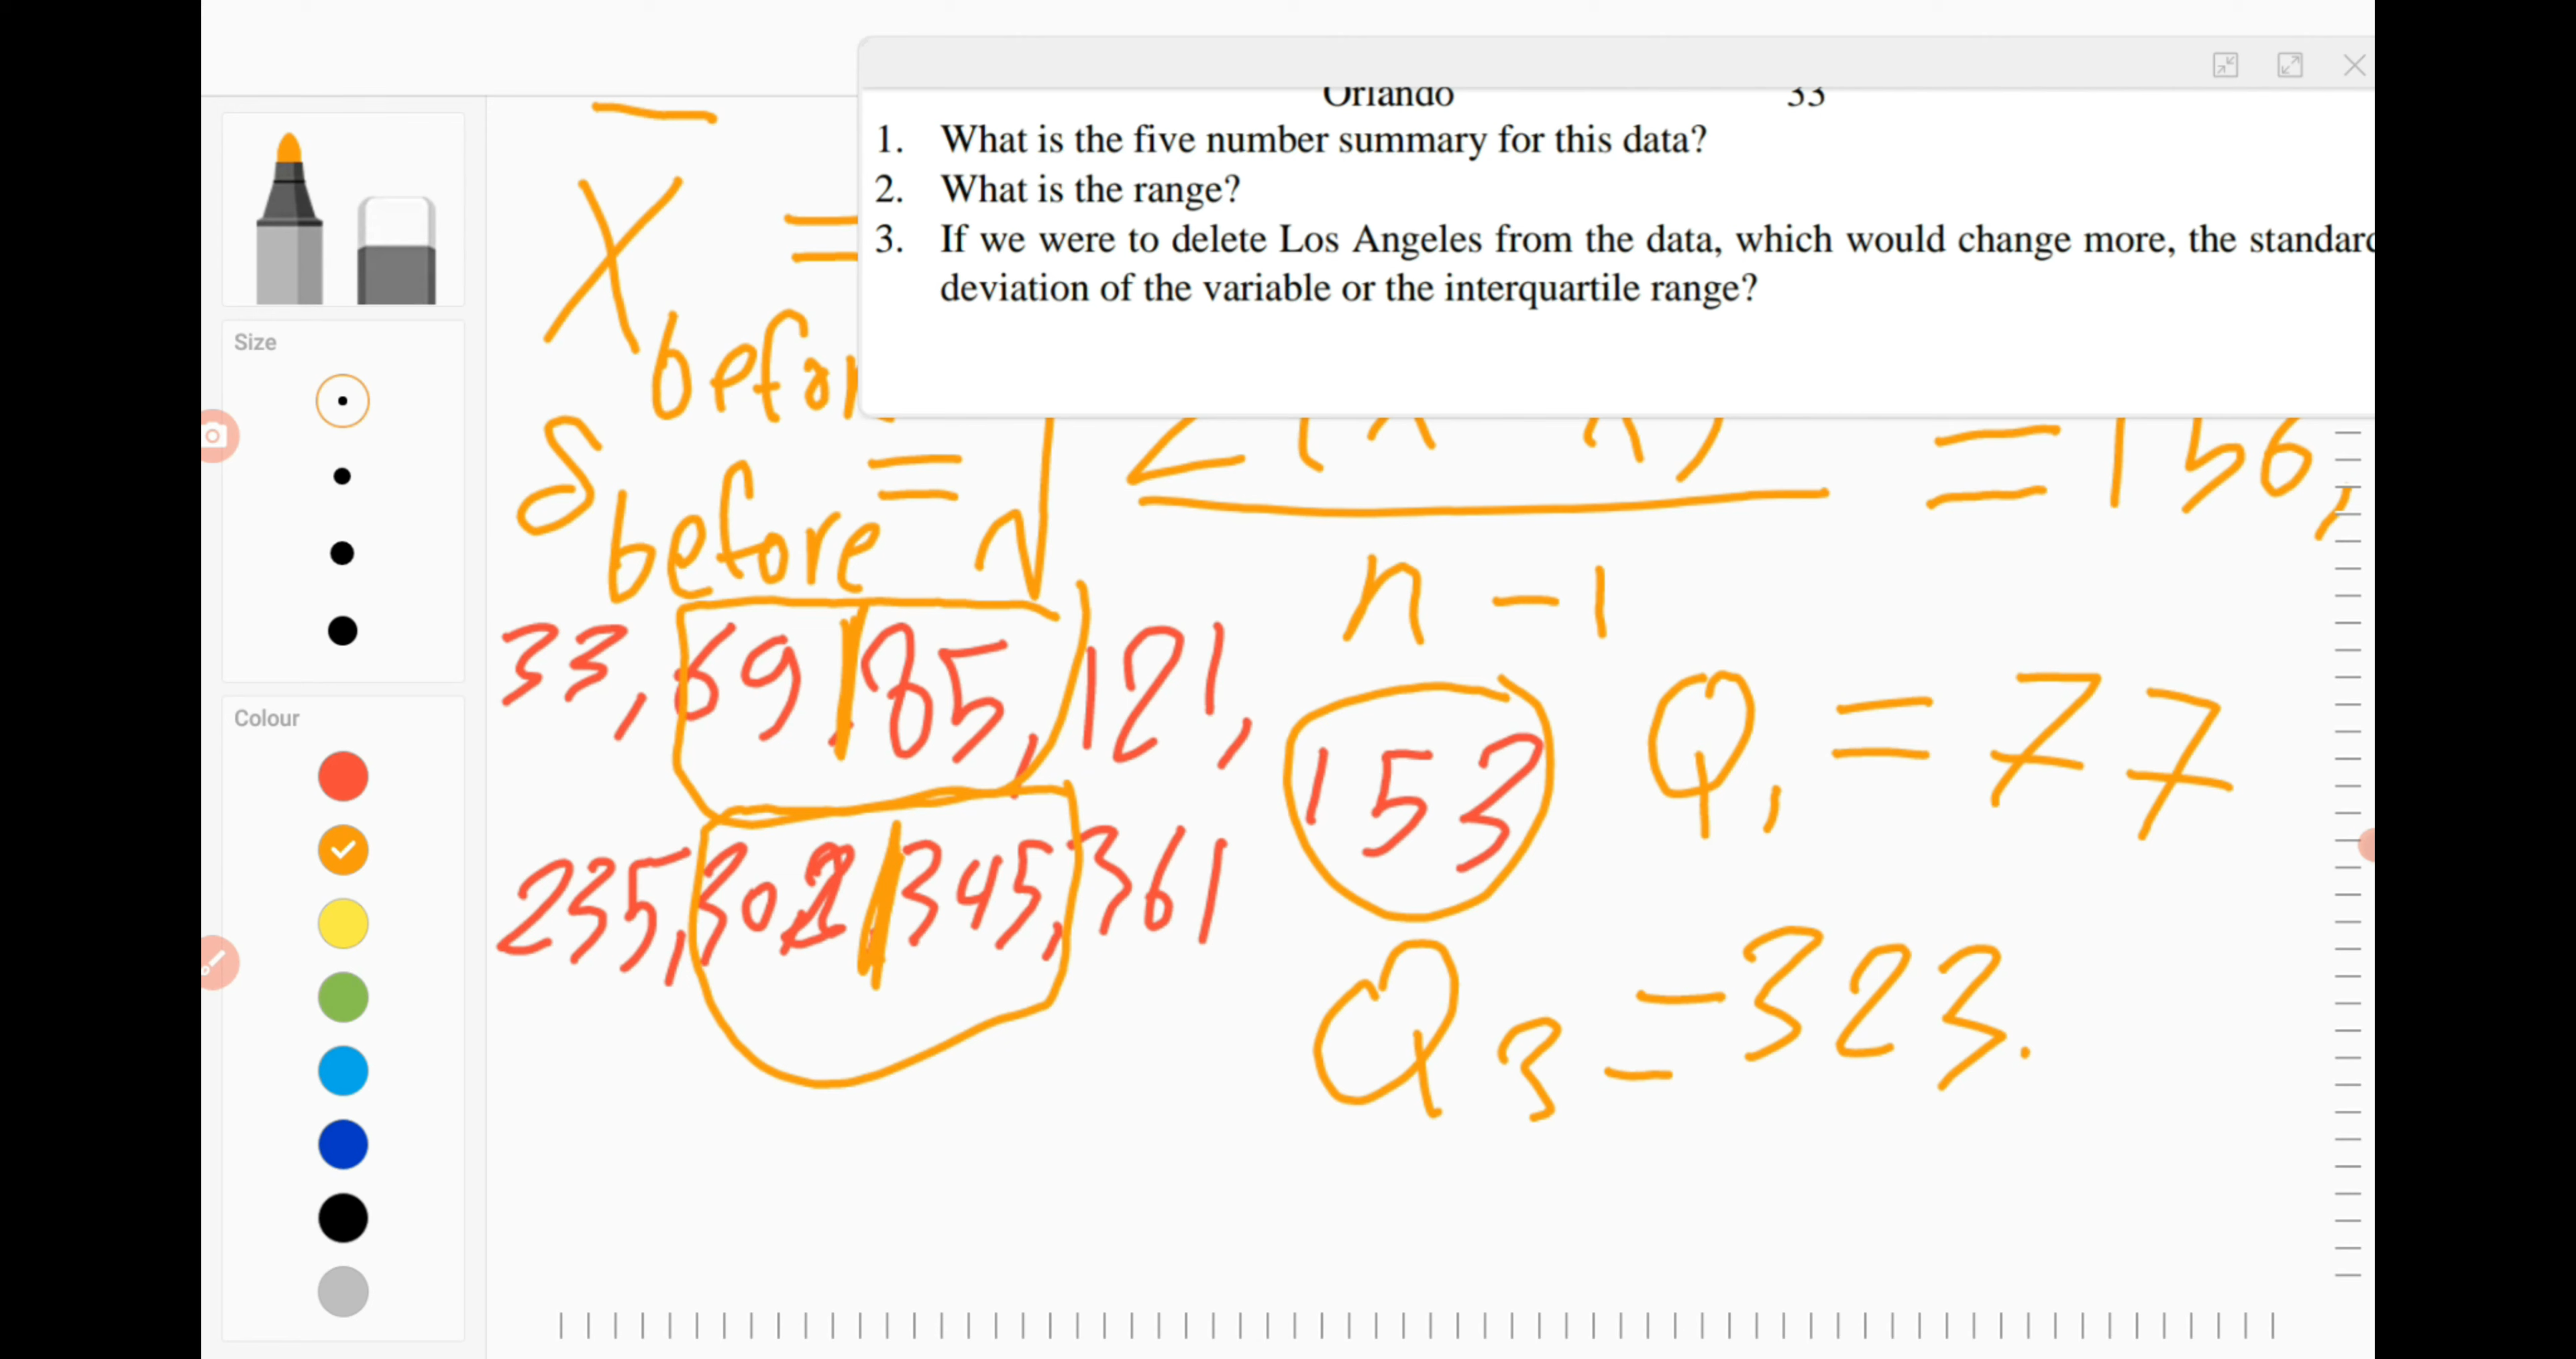 Orlando 33
1. What is the five number summary for this data?
2. What is the range?
3. If we were to delete Los Angeles from the data, which would change more, the standard
deviation of the variable or the interquartile range?
Size
Colour
X =
before
S before = √ Σ(x - x) = 136,
n - 1
33, 69, 85, 121, 153
Q1 = 77
235, 302, 345, 361
Q3 = 323.